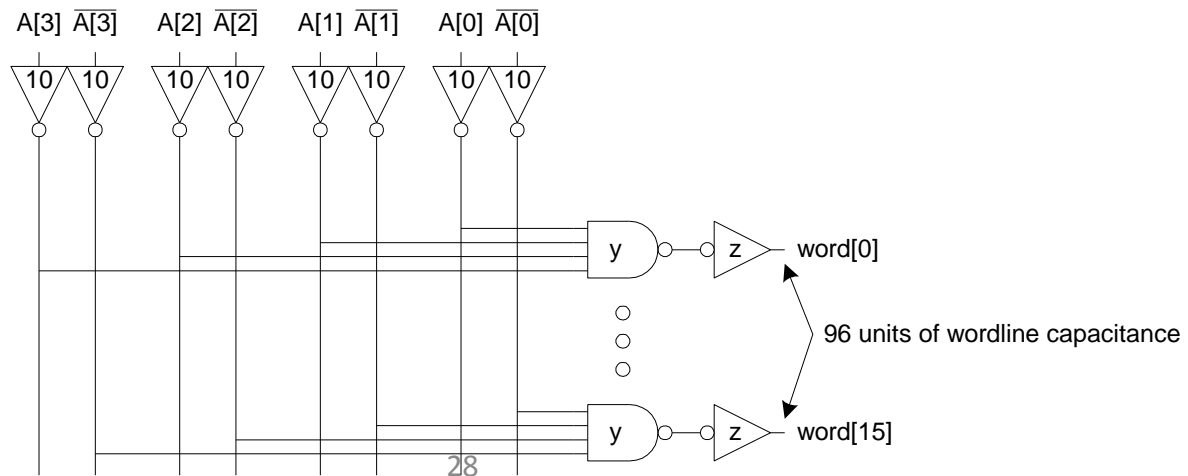 A[3] A̅[̅3̅]̅ A[2] A̅[̅2̅]̅ A[1] A̅[̅1̅]̅ A[0] A̅[̅0̅]̅
10 10 10 10 10 10 10 10
y z word[0]
96 units of wordline capacitance
y z word[15]
28